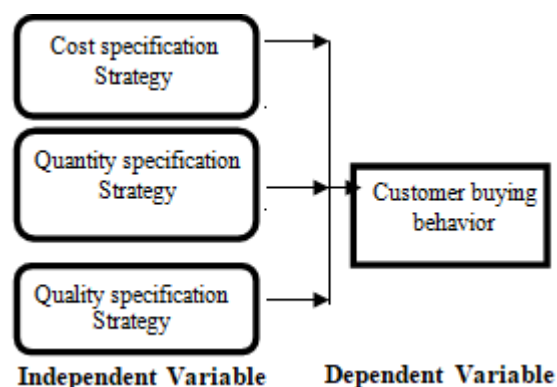 Cost specification
Strategy
Quantity specification
Strategy
Quality specification
Strategy
Customer buying
behavior
Independent Variable
Dependent Variable